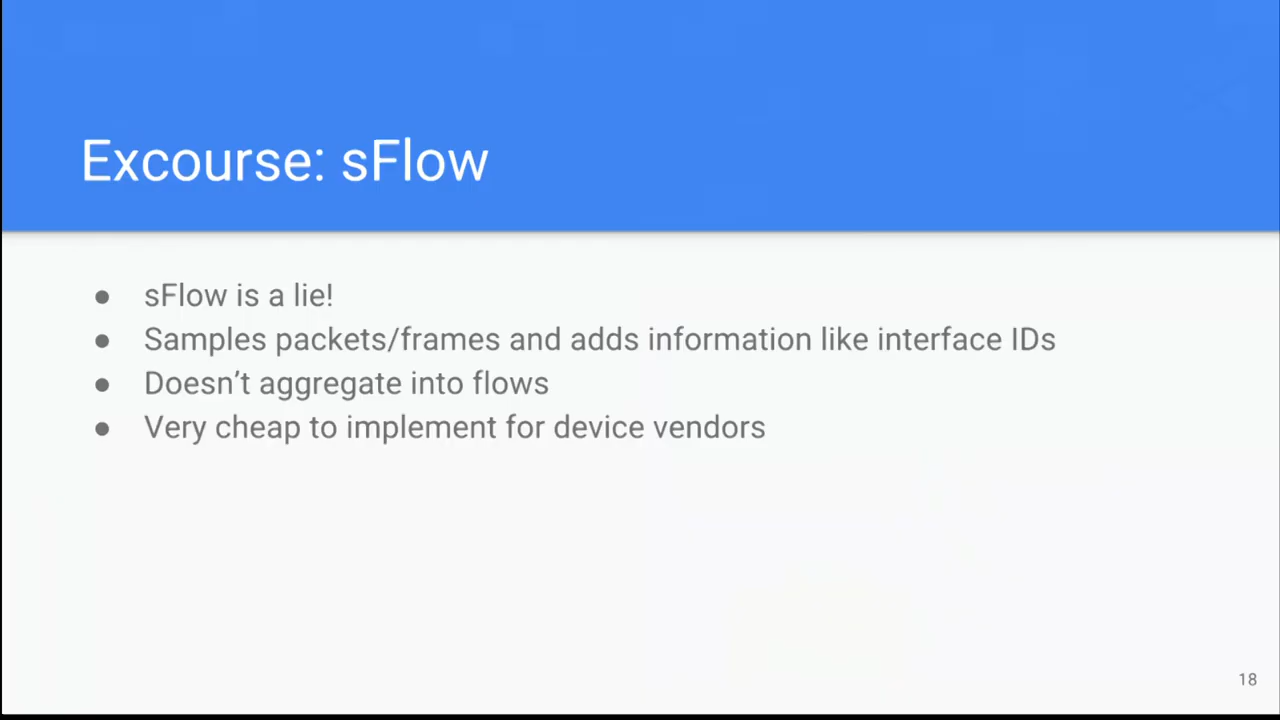 Excourse: sFlow
● sFlow is a lie!
● Samples packets/frames and adds information like interface IDs
● Doesn’t aggregate into flows
● Very cheap to implement for device vendors
18